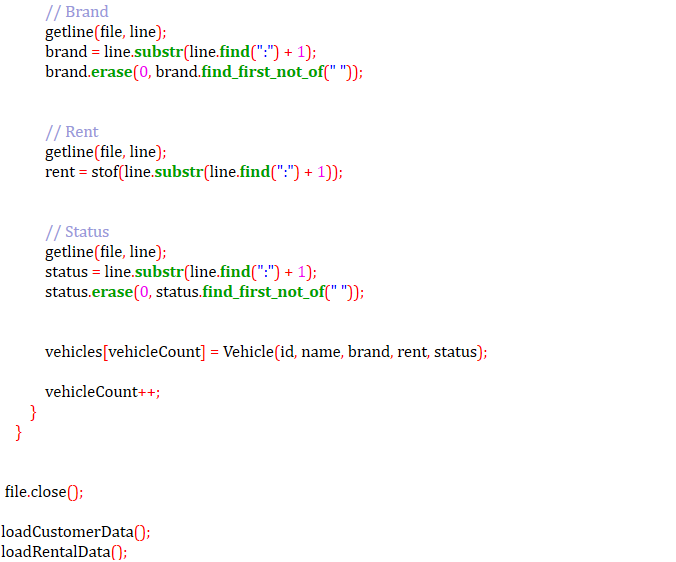 // Brand
getline(file, line);
brand = line.substr(line.find(":") + 1);
brand.erase(0, brand.find_first_not_of(" "));
// Rent
getline(file, line);
rent = stof(line.substr(line.find(":") + 1));
// Status
getline(file, line);
status = line.substr(line.find(":") + 1);
status.erase(0, status.find_first_not_of(" "));
vehicles[vehicleCount] = Vehicle(id, name, brand, rent, status);
vehicleCount++;
}
}
file.close();
loadCustomerData();
loadRentalData();